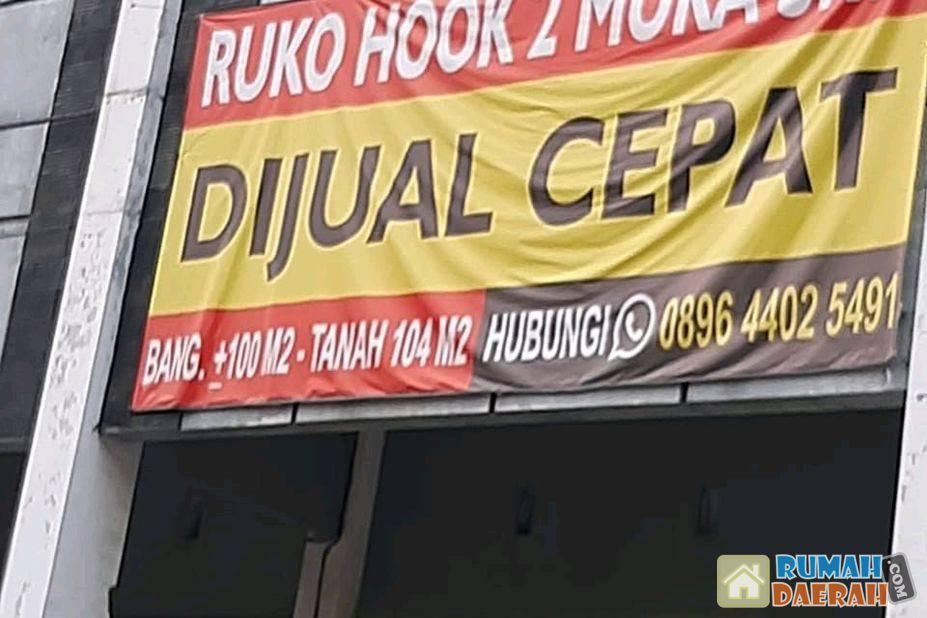 RUKO HOOK 2 MUKA
DIJUAL CEPAT
BANG. ±100 M2 - TANAH 104 M2
HUBUNGI 0896 4402 5491
RUMAH
DAERAH
.COM